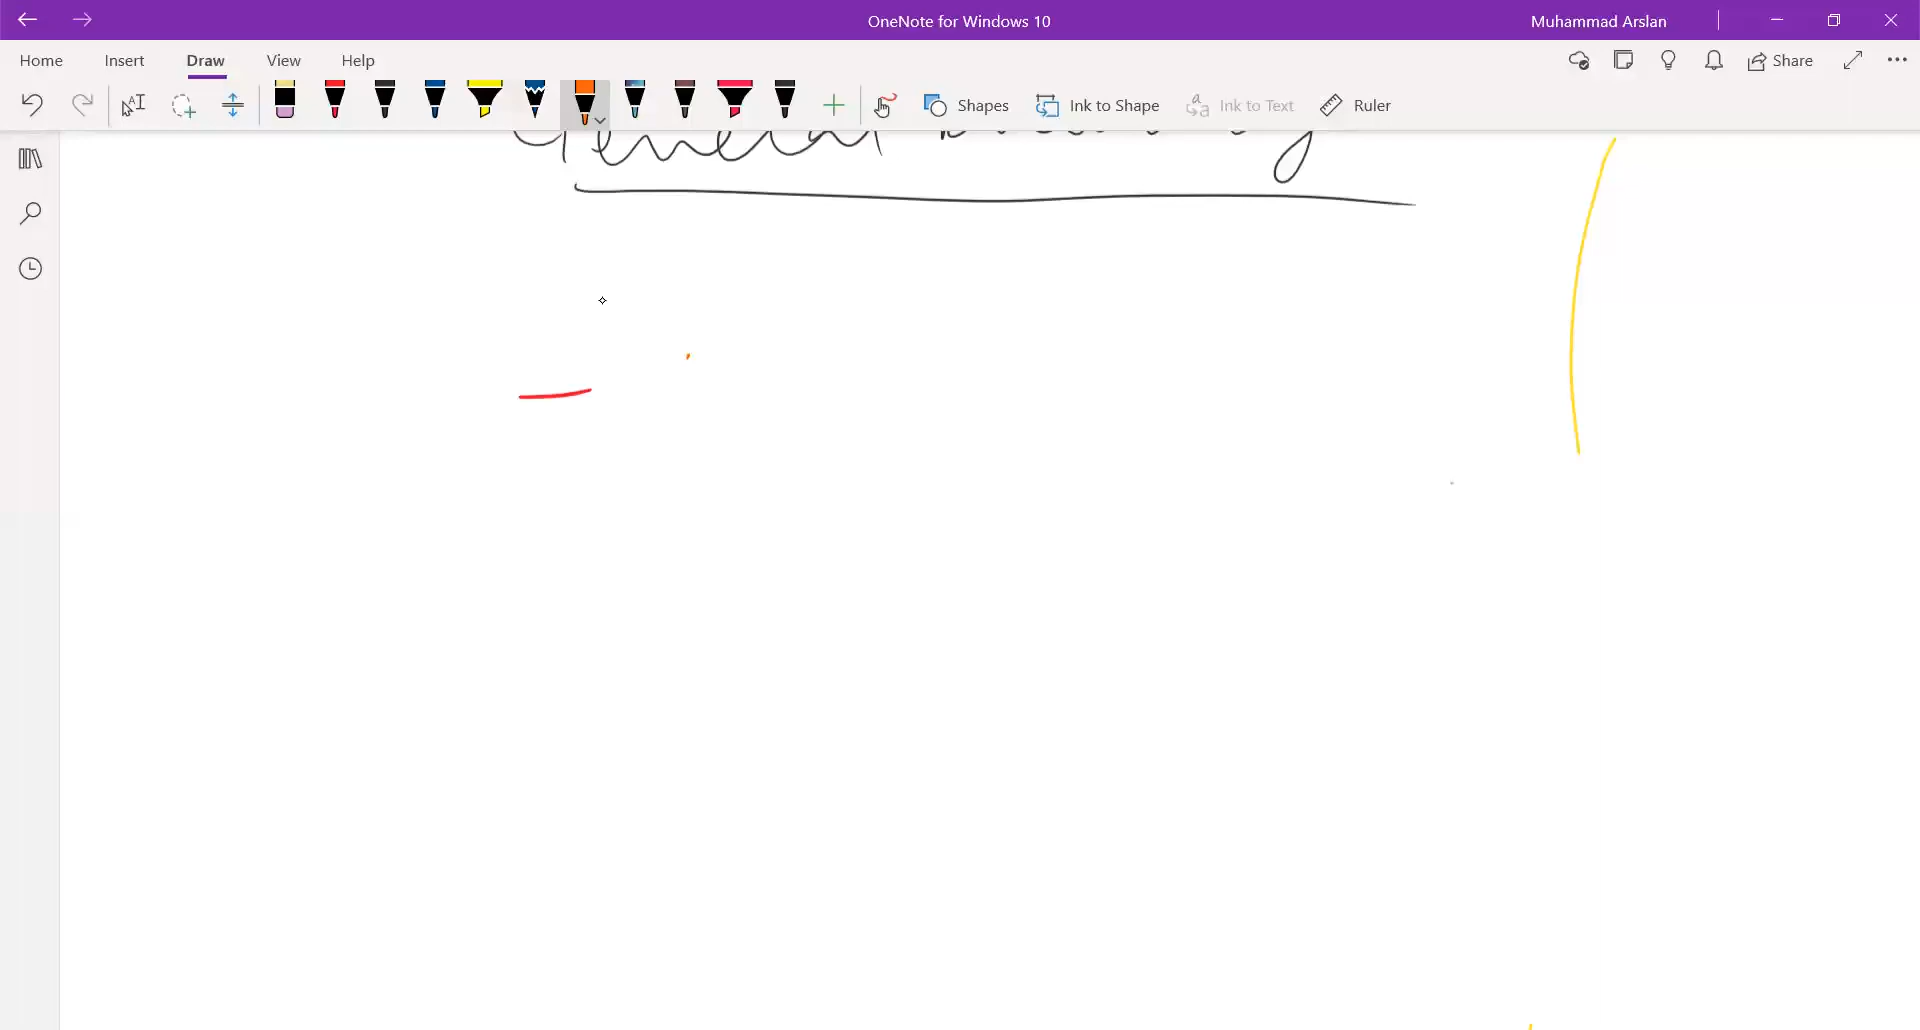 OneNote for Windows 10
Muhammad Arslan
Home Insert Draw View Help
Share
Shapes Ink to Shape Ink to Text Ruler
General